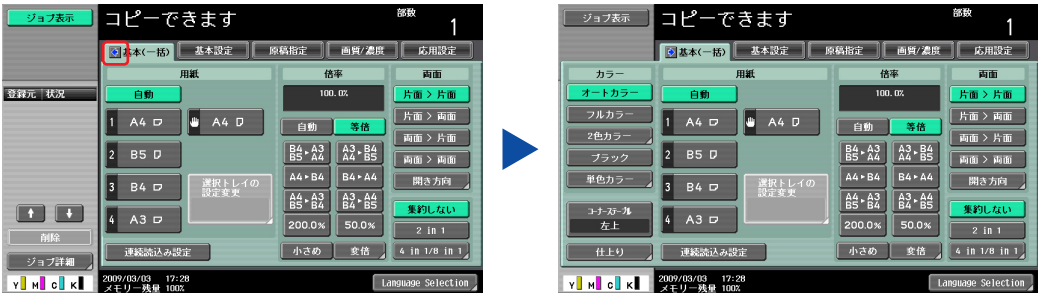 ジョブ表示
コピーできます
部数
1
基本(一括)
基本設定
原稿指定
画質/濃度
応用設定
用紙
倍率
両面
登録元
状況
自動
100.0%
片面 > 片面
1 A4
A4
自動
等倍
片面 > 両面
両面 > 片面
2 B5
B4▸A3
B5▸A4
A3▸B4
A4▸B5
両面 > 両面
3 B4
選択トレイの
設定変更
A4▸B4
B4▸A4
開き方向
A4▸A3
B5▸B4
A3▸A4
B4▸B5
集約しない
4 A3
200.0%
50.0%
2 in 1
削除
連続読込み設定
小さめ
変倍
4 in 1/8 in 1
ジョブ詳細
Y M C K
2009/03/03 17:28
メモリー残量 100%
Language Selection
ジョブ表示
コピーできます
部数
1
基本(一括)
基本設定
原稿指定
画質/濃度
応用設定
カラー
用紙
倍率
両面
オートカラー
自動
100.0%
片面 > 片面
フルカラー
1 A4
A4
自動
等倍
片面 > 両面
2色カラー
両面 > 片面
ブラック
2 B5
B4▸A3
B5▸A4
A3▸B4
A4▸B5
両面 > 両面
単色カラー
3 B4
選択トレイの
設定変更
A4▸B4
B4▸A4
開き方向
コーナーステープル
左上
A4▸A3
B5▸B4
A3▸A4
B4▸B5
集約しない
4 A3
200.0%
50.0%
2 in 1
仕上り
連続読込み設定
小さめ
変倍
4 in 1/8 in 1
Y M C K
2009/03/03 17:28
メモリー残量 100%
Language Selection